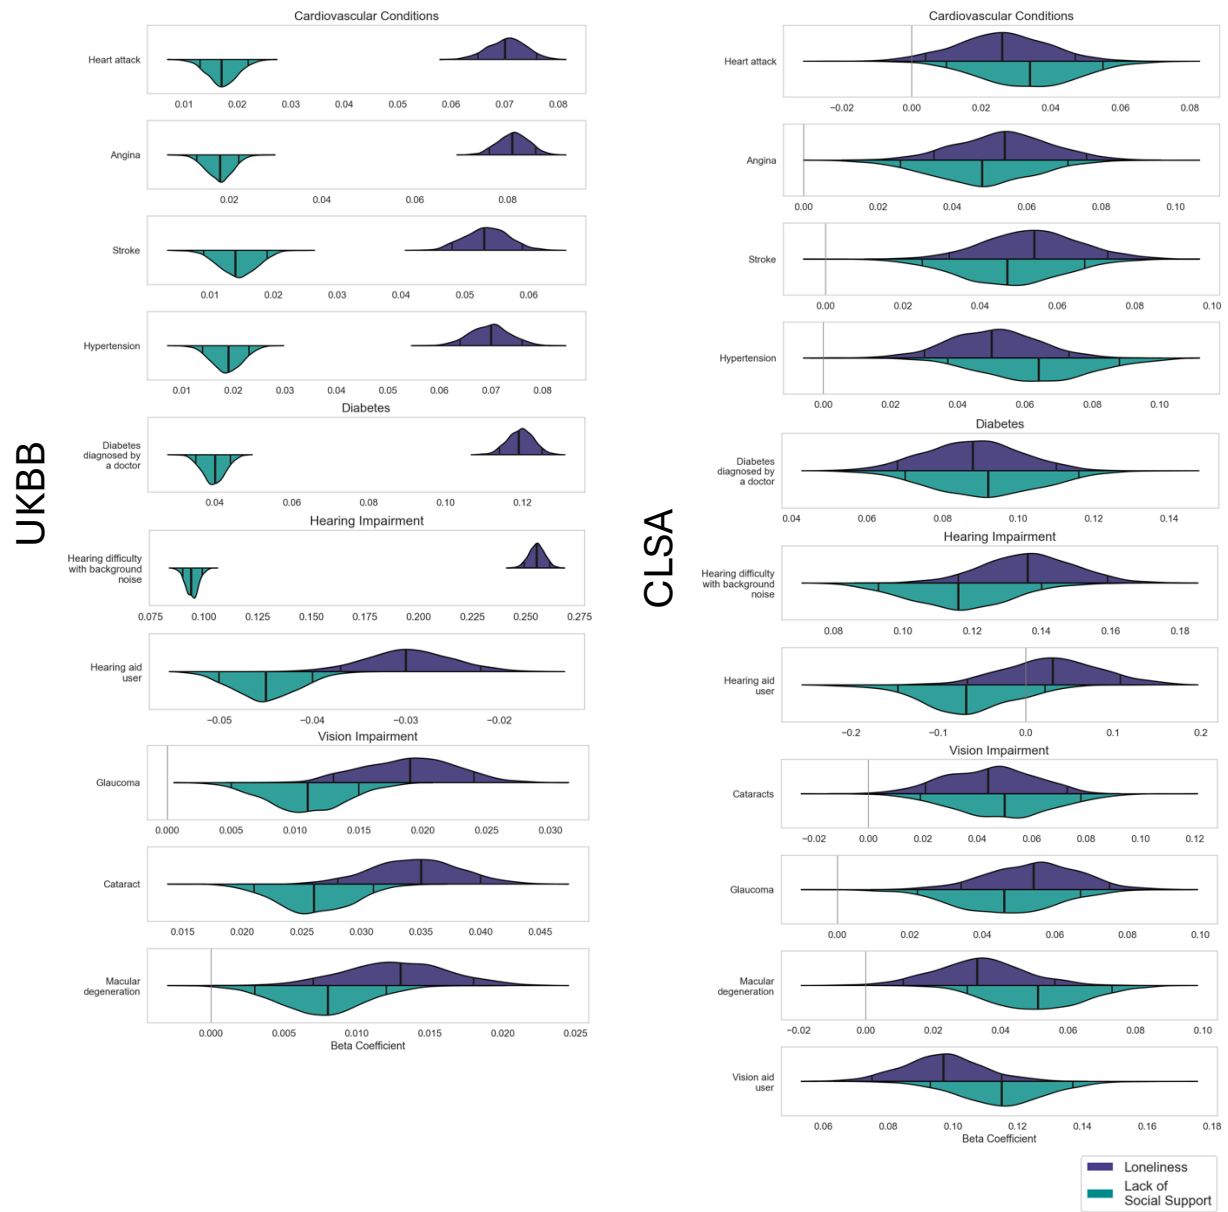 UKBB
Cardiovascular Conditions
Heart attack
0.01 0.02 0.03 0.04 0.05 0.06 0.07 0.08
Angina
0.02 0.04 0.06 0.08
Stroke
0.01 0.02 0.03 0.04 0.05 0.06
Hypertension
0.01 0.02 0.03 0.04 0.05 0.06 0.07 0.08
Diabetes
Diabetes
diagnosed by
a doctor
0.04 0.06 0.08 0.10 0.12
Hearing Impairment
Hearing difficulty
with background
noise
0.075 0.100 0.125 0.150 0.175 0.200 0.225 0.250 0.275
Hearing aid
user
−0.05 −0.04 −0.03 −0.02
Vision Impairment
Glaucoma
0.000 0.005 0.010 0.015 0.020 0.025 0.030
Cataract
0.015 0.020 0.025 0.030 0.035 0.040 0.045
Macular
degeneration
0.000 0.005 0.010 0.015 0.020 0.025
Beta Coefficient
CLSA
Cardiovascular Conditions
Heart attack
−0.02 0.00 0.02 0.04 0.06 0.08
Angina
0.00 0.02 0.04 0.06 0.08 0.10
Stroke
0.00 0.02 0.04 0.06 0.08 0.10
Hypertension
0.00 0.02 0.04 0.06 0.08 0.10
Diabetes
Diabetes
diagnosed by
a doctor
0.04 0.06 0.08 0.10 0.12 0.14
Hearing Impairment
Hearing difficulty
with background
noise
0.08 0.10 0.12 0.14 0.16 0.18
Hearing aid
user
−0.2 −0.1 0.0 0.1 0.2
Vision Impairment
Cataracts
−0.02 0.00 0.02 0.04 0.06 0.08 0.10 0.12
Glaucoma
0.00 0.02 0.04 0.06 0.08 0.10
Macular
degeneration
−0.02 0.00 0.02 0.04 0.06 0.08 0.10
Vision aid
user
0.06 0.08 0.10 0.12 0.14 0.16 0.18
Beta Coefficient
Loneliness
Lack of
Social Support